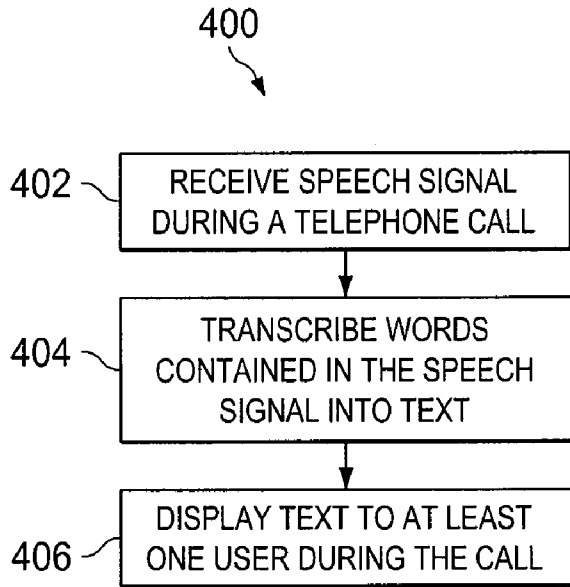 400
402
RECEIVE SPEECH SIGNAL
DURING A TELEPHONE CALL
404
TRANSCRIBE WORDS
CONTAINED IN THE SPEECH
SIGNAL INTO TEXT
406
DISPLAY TEXT TO AT LEAST
ONE USER DURING THE CALL